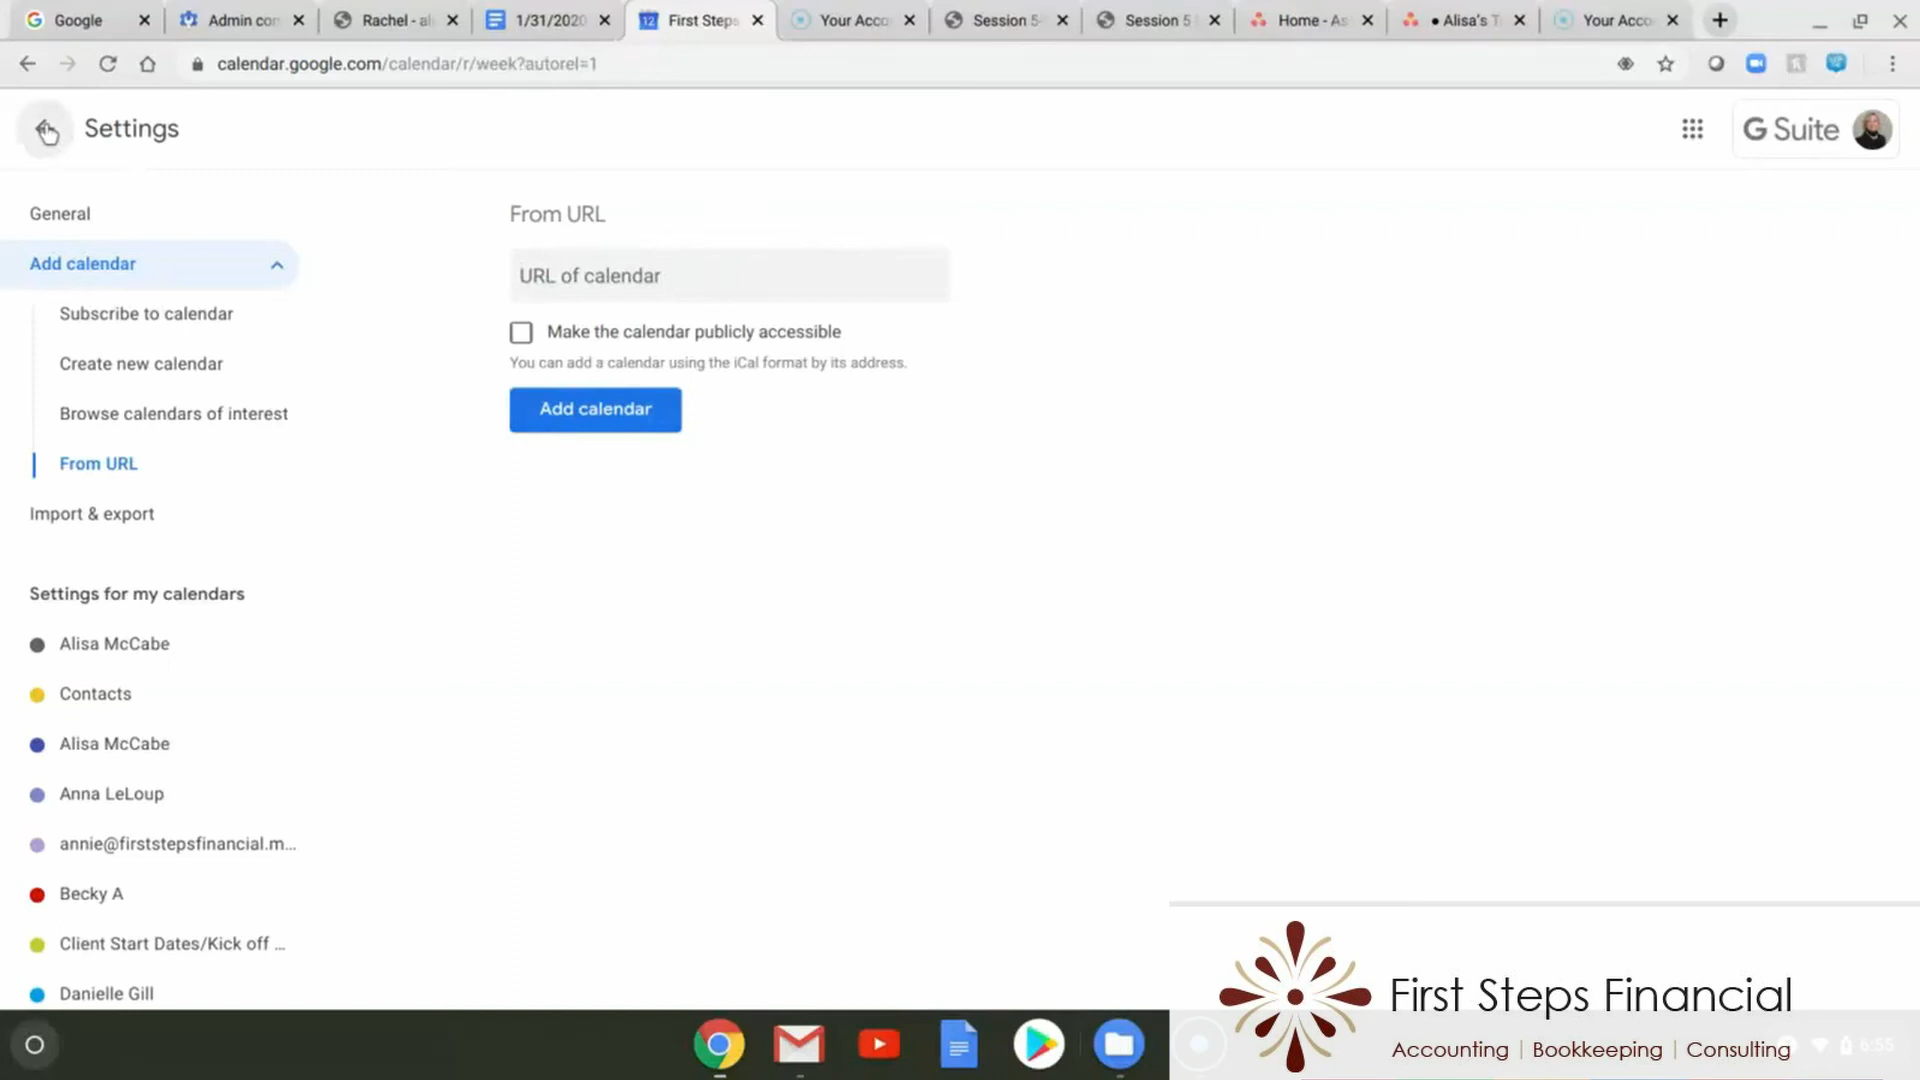 Google
Admin con
Rachel - al
1/31/2020
First Steps
Your Acco
Session 5-
Session 5
Home - As
• Alisa's T
Your Acco
calendar.google.com/calendar/r/week?autorel=1
Settings
G Suite
General
Add calendar
Subscribe to calendar
Create new calendar
Browse calendars of interest
From URL
Import & export
Settings for my calendars
Alisa McCabe
Contacts
Alisa McCabe
Anna LeLoup
annie@firststepsfinancial.m...
Becky A
Client Start Dates/Kick off ...
Danielle Gill
From URL
URL of calendar
Make the calendar publicly accessible
You can add a calendar using the iCal format by its address.
Add calendar
First Steps Financial
Accounting | Bookkeeping | Consulting
6:55